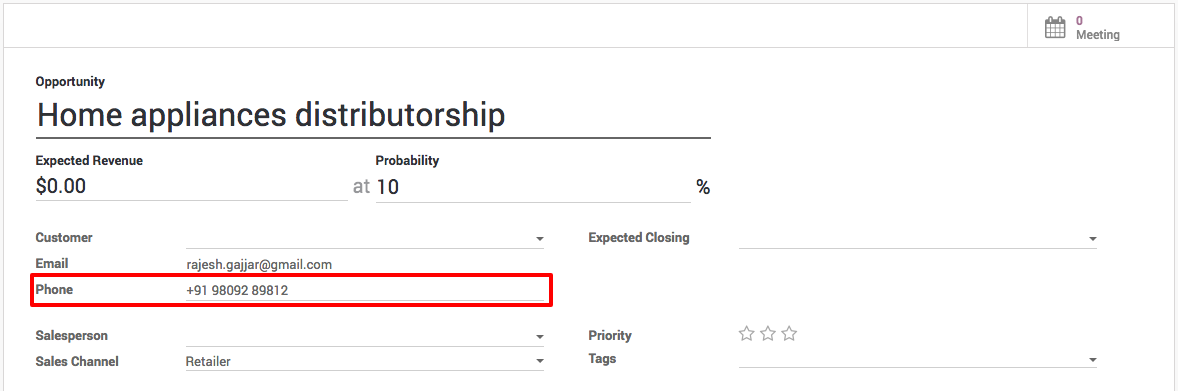 0
Meeting
Opportunity
Home appliances distributorship
Expected Revenue Probability
$0.00 at 10 %
Customer Expected Closing
Email rajesh.gajjar@gmail.com
Phone +91 98092 89812
Salesperson Priority
Sales Channel Retailer Tags